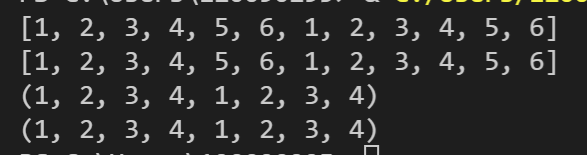 [1, 2, 3, 4, 5, 6, 1, 2, 3, 4, 5, 6]
[1, 2, 3, 4, 5, 6, 1, 2, 3, 4, 5, 6]
(1, 2, 3, 4, 1, 2, 3, 4)
(1, 2, 3, 4, 1, 2, 3, 4)